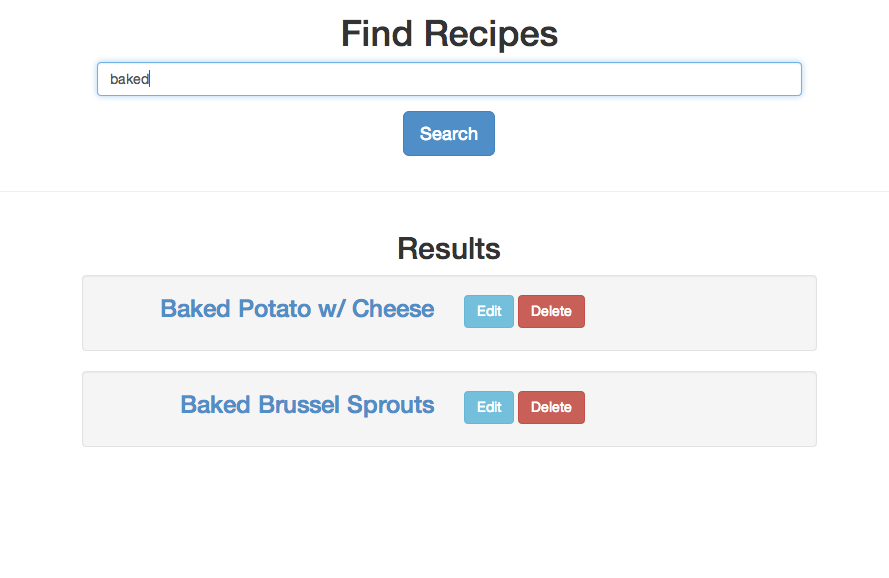 Find Recipes
baked
Search
Results
Baked Potato w/ Cheese Edit Delete
Baked Brussel Sprouts Edit Delete